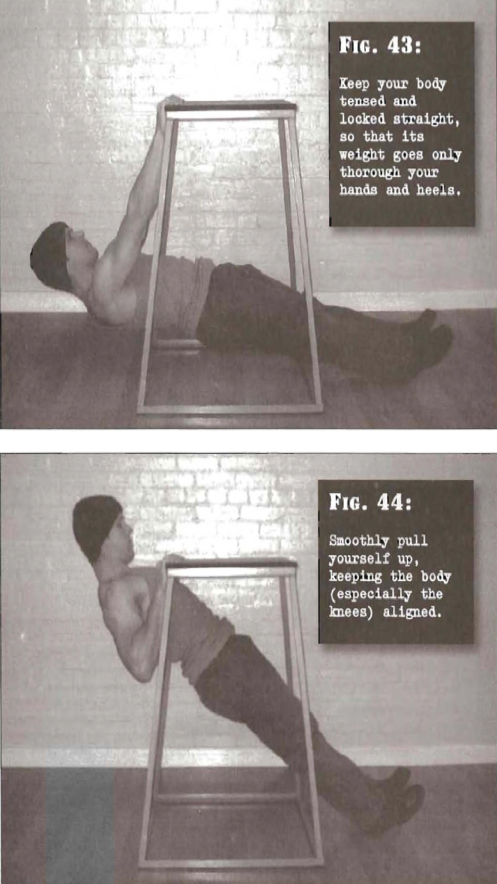 FIG. 43:
Keep your body
tensed and
locked straight,
so that its
weight goes only
thorough your
hands and heels.
FIG. 44:
Smoothly pull
yourself up,
keeping the body
(especially the
knees) aligned.